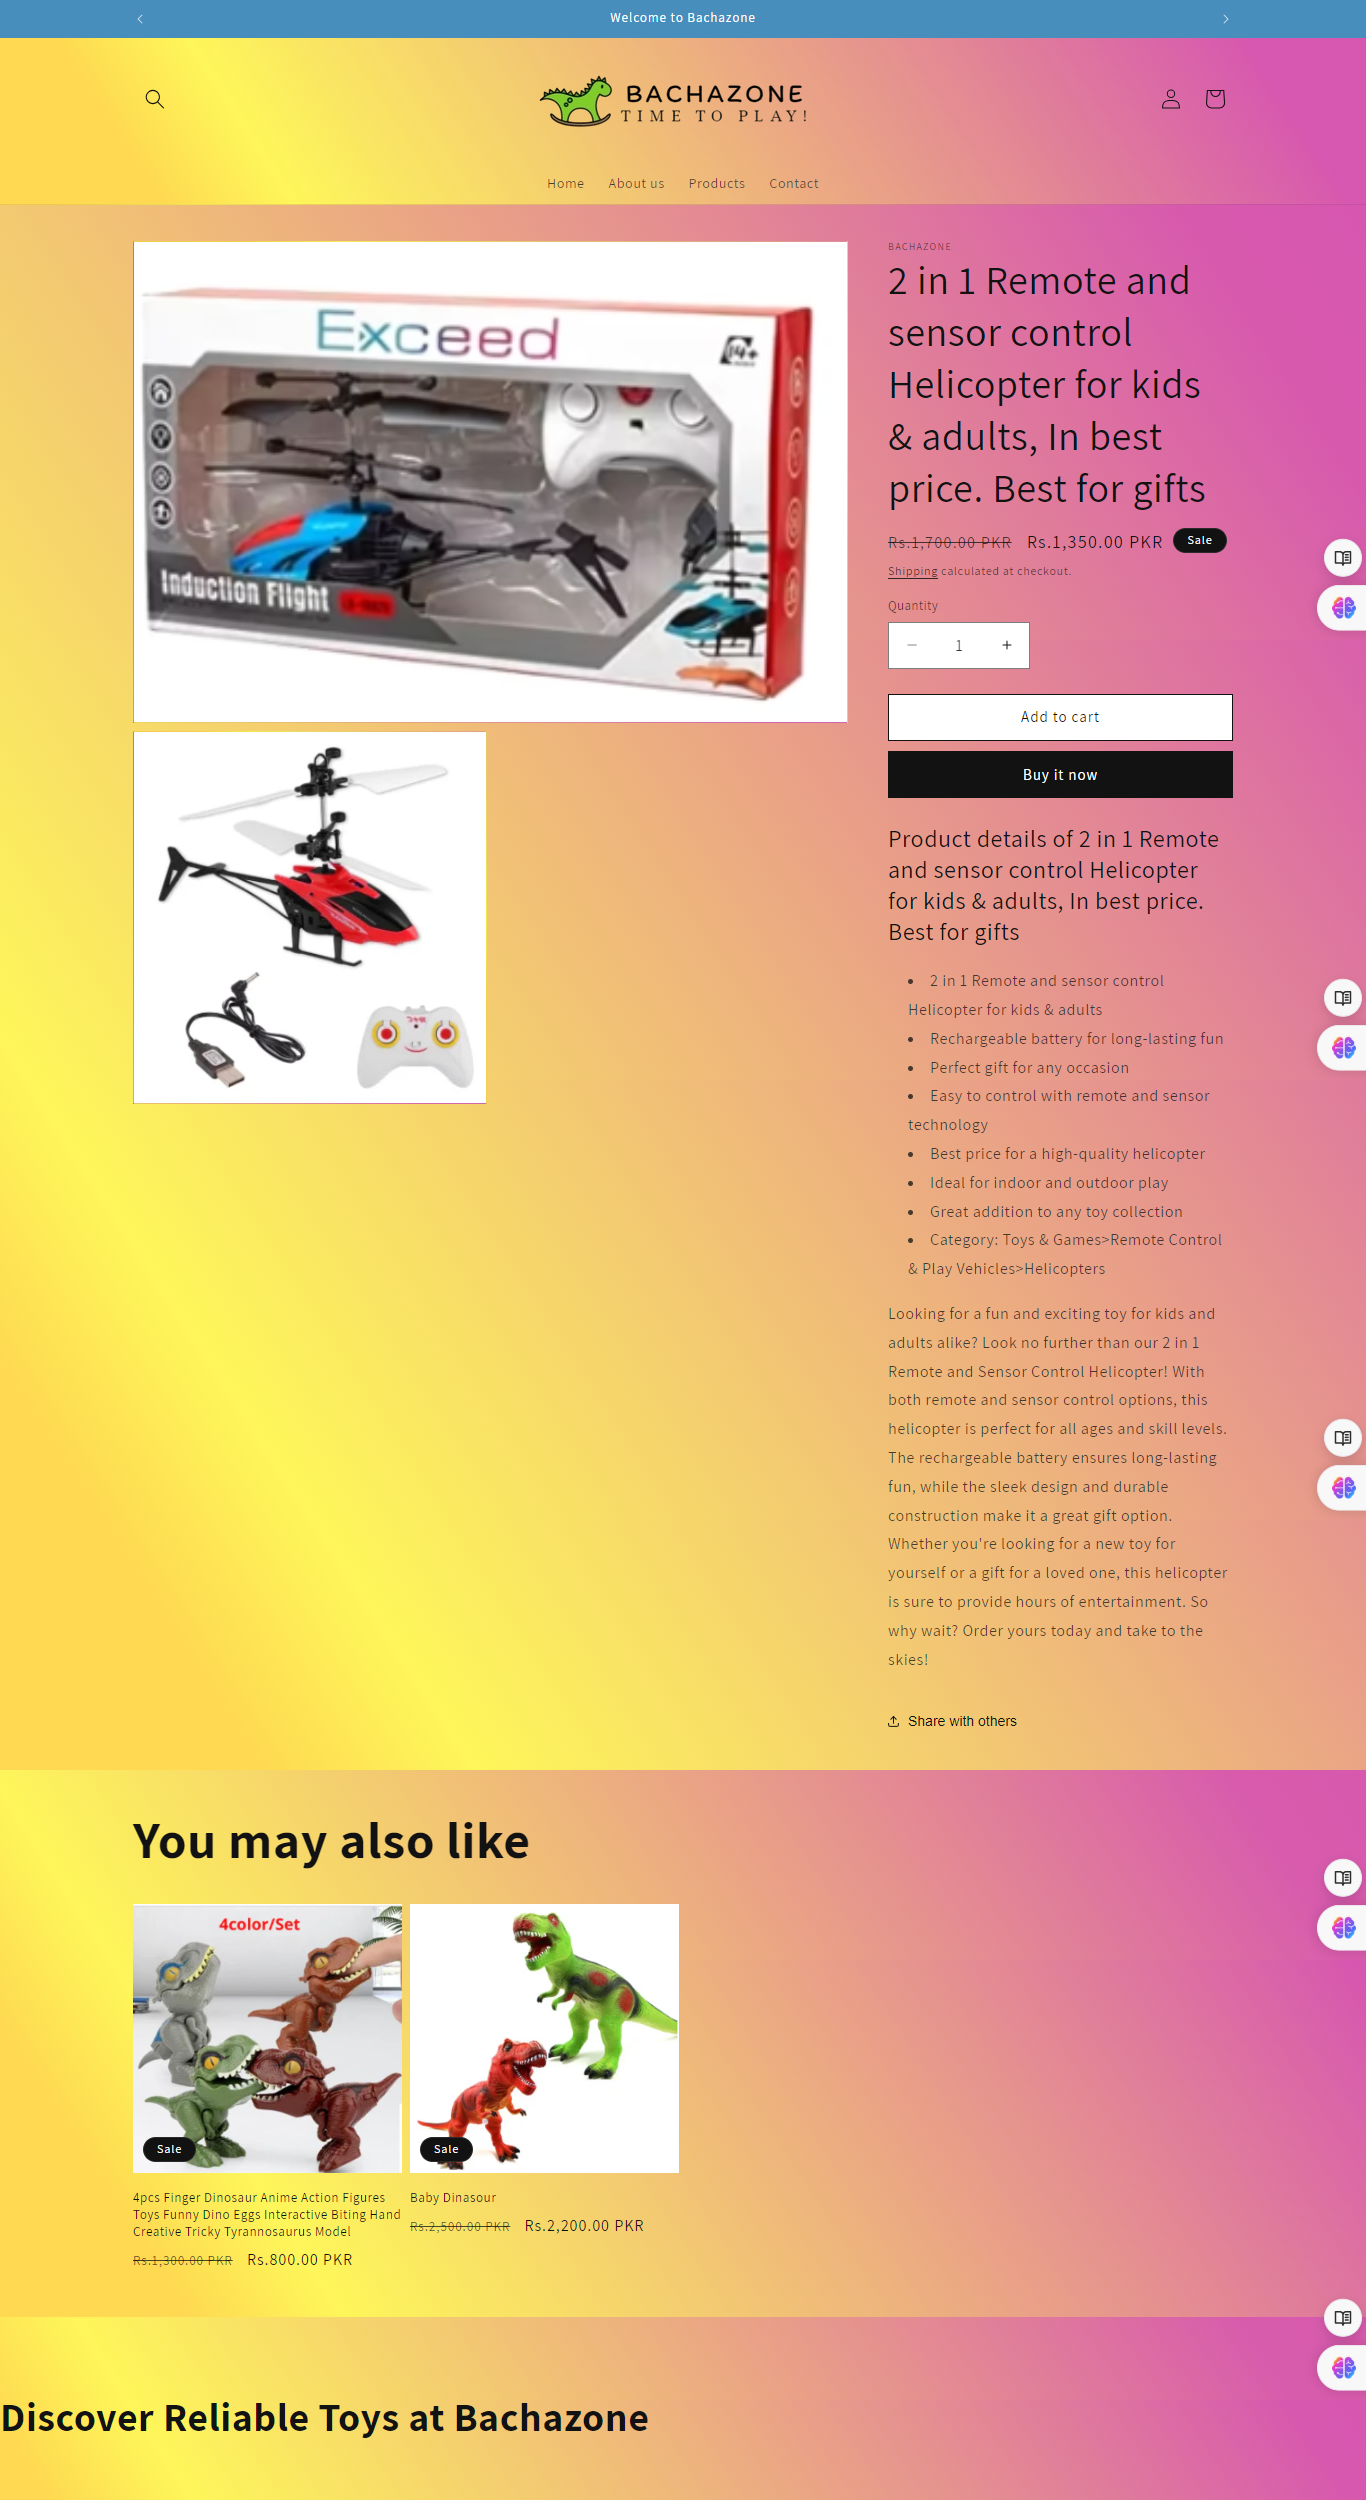 Welcome to Bachazone
BACHAZONE
TIME TO PLAY!
Home About us Products Contact
Exceed
14+
Induction Flight
BACHAZONE
2 in 1 Remote and
sensor control
Helicopter for kids
& adults, In best
price. Best for gifts
Rs.1,700.00 PKR Rs.1,350.00 PKR Sale
Shipping calculated at checkout.
Quantity
1
Add to cart
Buy it now
Product details of 2 in 1 Remote
and sensor control Helicopter
for kids & adults, In best price.
Best for gifts
2 in 1 Remote and sensor control
Helicopter for kids & adults
Rechargeable battery for long-lasting fun
Perfect gift for any occasion
Easy to control with remote and sensor
technology
Best price for a high-quality helicopter
Ideal for indoor and outdoor play
Great addition to any toy collection
Category: Toys & Games>Remote Control
& Play Vehicles>Helicopters
Looking for a fun and exciting toy for kids and
adults alike? Look no further than our 2 in 1
Remote and Sensor Control Helicopter! With
both remote and sensor control options, this
helicopter is perfect for all ages and skill levels.
The rechargeable battery ensures long-lasting
fun, while the sleek design and durable
construction make it a great gift option.
Whether you're looking for a new toy for
yourself or a gift for a loved one, this helicopter
is sure to provide hours of entertainment. So
why wait? Order yours today and take to the
skies!
Share with others
You may also like
4color/Set
Sale
Sale
4pcs Finger Dinosaur Anime Action Figures
Toys Funny Dino Eggs Interactive Biting Hand
Creative Tricky Tyrannosaurus Model
Rs.1,300.00 PKR Rs.800.00 PKR
Baby Dinasour
Rs.2,500.00 PKR Rs.2,200.00 PKR
Discover Reliable Toys at Bachazone